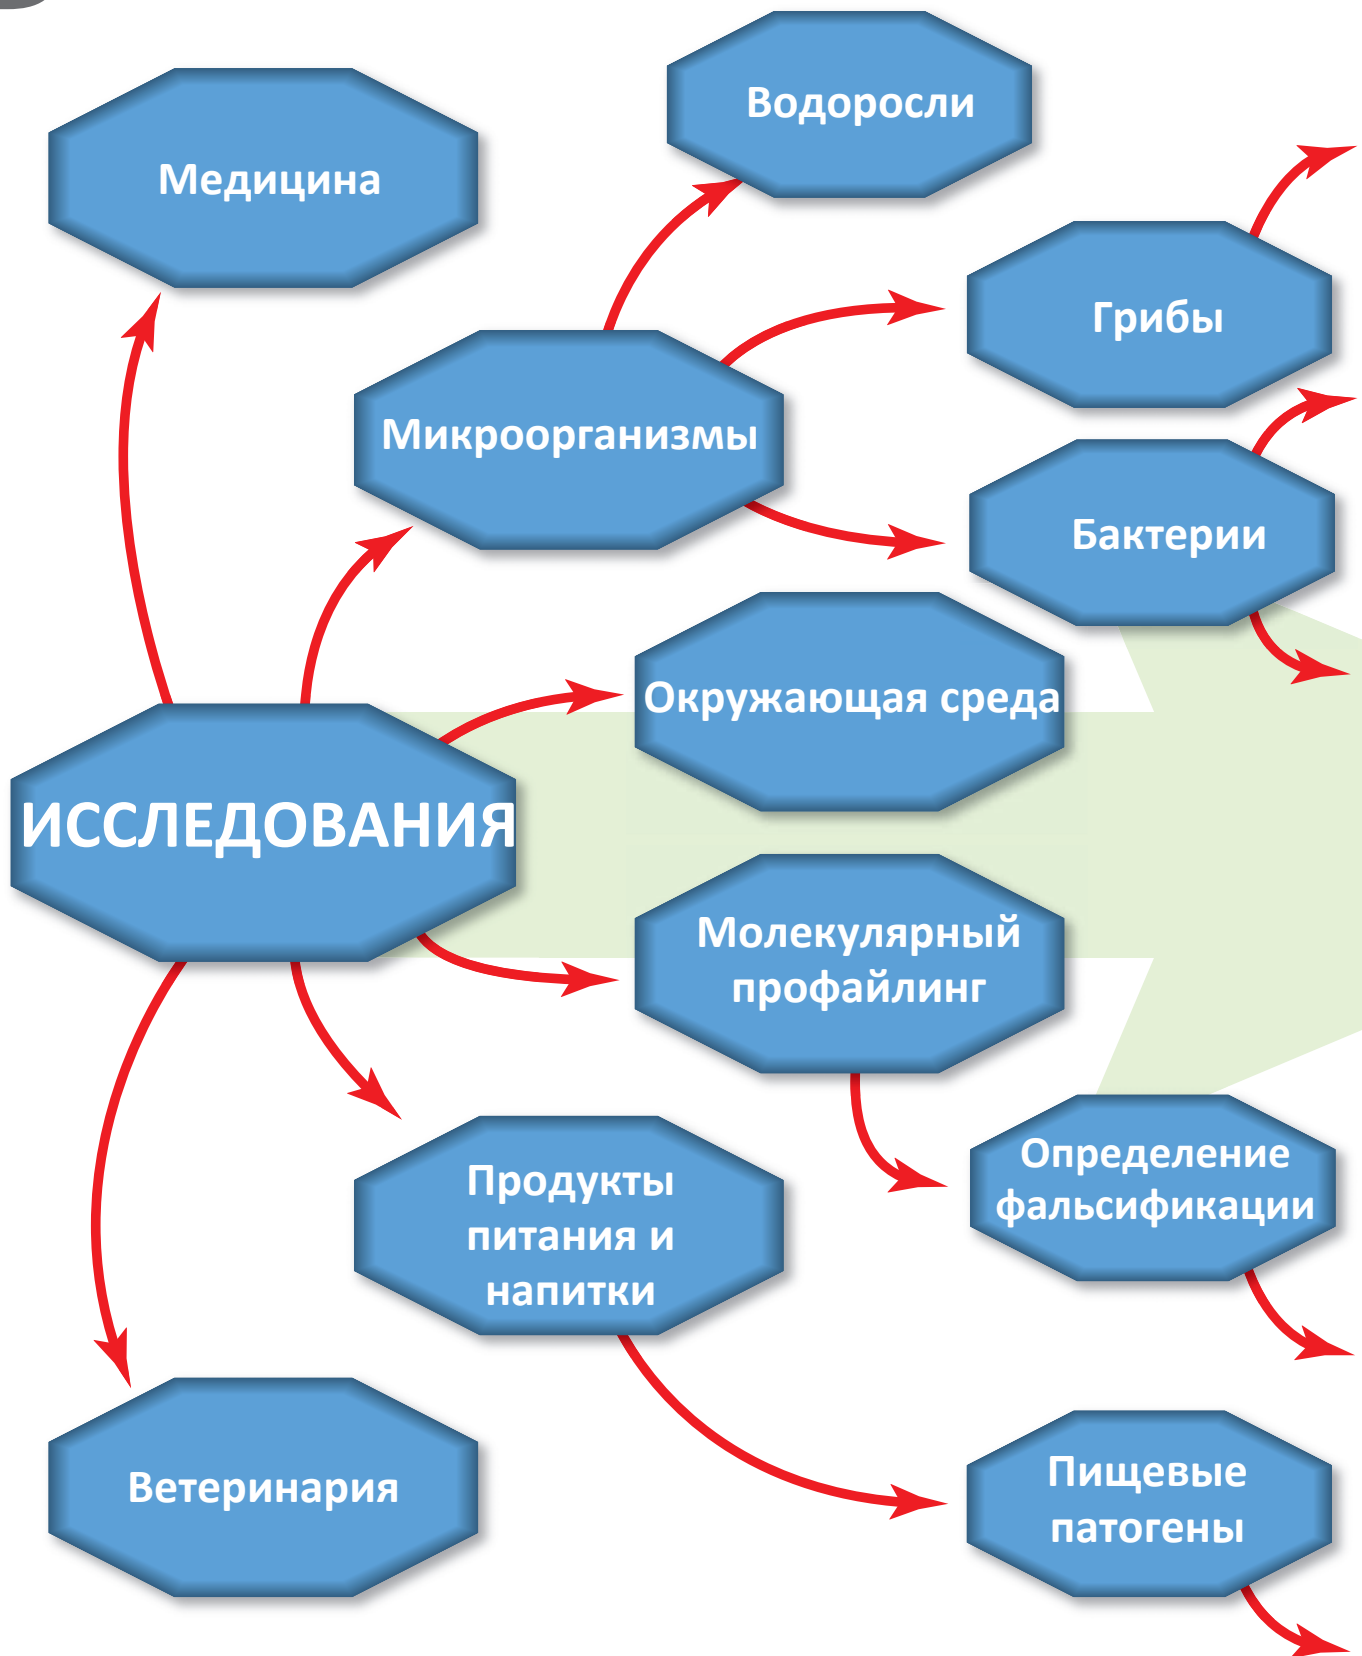 Водоросли
Медицина
Грибы
Микроорганизмы
Бактерии
Окружающая среда
ИССЛЕДОВАНИЯ
Молекулярный
профайлинг
Определение
фальсификации
Продукты
питания и
напитки
Ветеринария
Пищевые
патогены